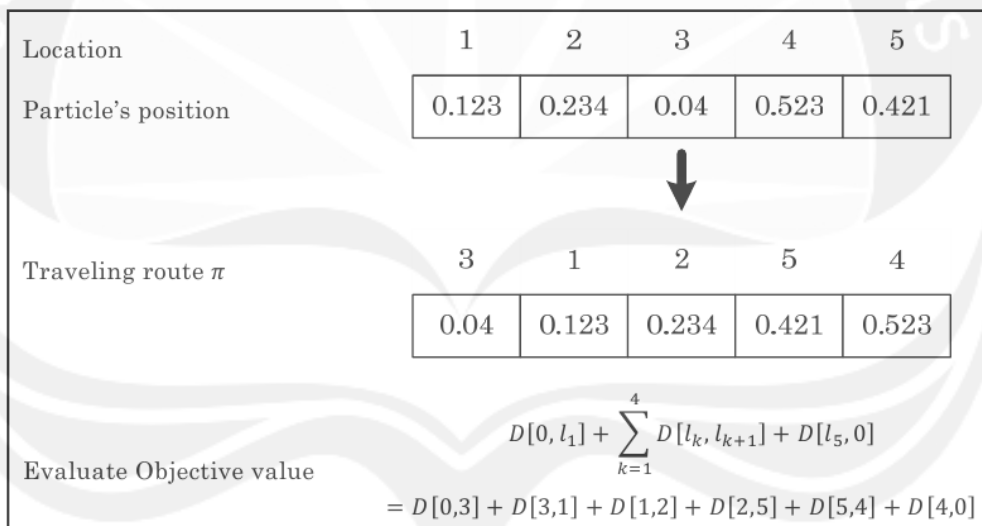 Location 1 2 3 4 5
Particle's position 0.123 0.234 0.04 0.523 0.421
Traveling route π 3 1 2 5 4
0.04 0.123 0.234 0.421 0.523
Evaluate Objective value
D[0, l₁] + ∑ₖ₌₁⁴ D[lₖ, lₖ₊₁] + D[l₅, 0]
= D[0,3] + D[3,1] + D[1,2] + D[2,5] + D[5,4] + D[4,0]